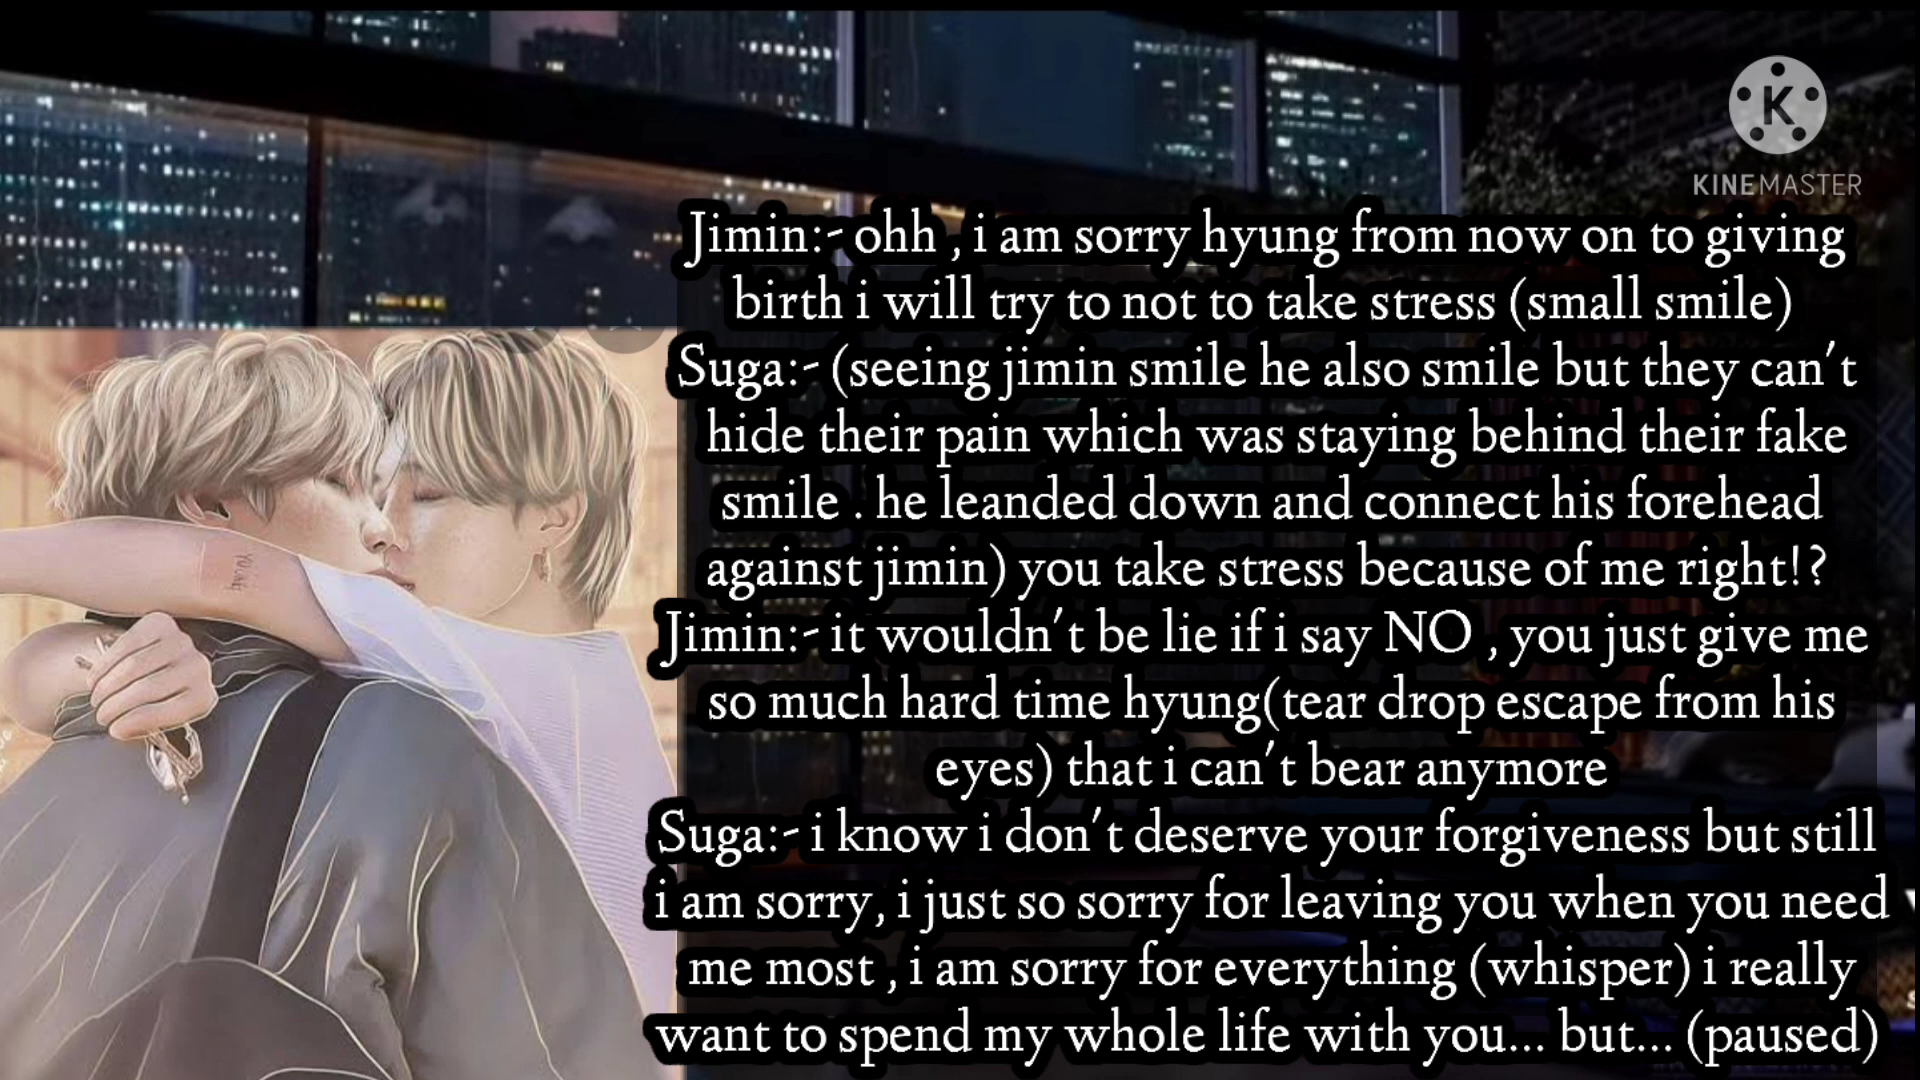 K
KINEMASTER
Jimin:- ohh , i am sorry hyung from now on to giving
birth i will try to not to take stress (small smile)
Suga:- (seeing jimin smile he also smile but they can't
hide their pain which was staying behind their fake
smile . he leanded down and connect his forehead
against jimin) you take stress because of me right!?
Jimin:- it wouldn't be lie if i say NO , you just give me
so much hard time hyung(tear drop escape from his
eyes) that i can't bear anymore
Suga:- i know i don't deserve your forgiveness but still
i am sorry, i just so sorry for leaving you when you need
me most , i am sorry for everything (whisper) i really
want to spend my whole life with you... but... (paused)